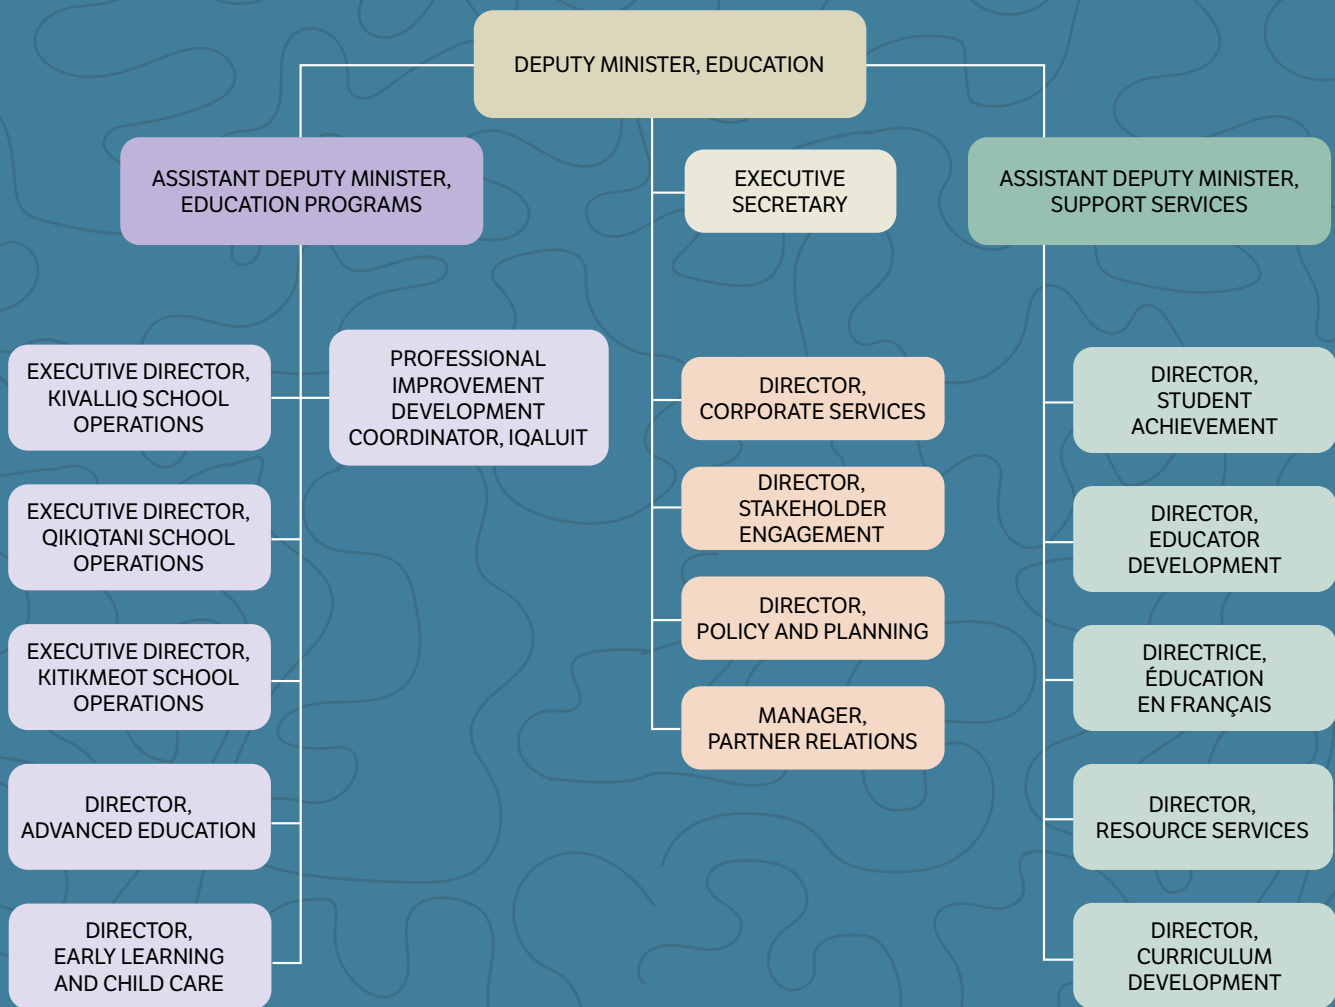 DEPUTY MINISTER, EDUCATION
ASSISTANT DEPUTY MINISTER,
EDUCATION PROGRAMS
EXECUTIVE
SECRETARY
ASSISTANT DEPUTY MINISTER,
SUPPORT SERVICES
EXECUTIVE DIRECTOR,
KIVALLIQ SCHOOL
OPERATIONS
PROFESSIONAL
IMPROVEMENT
DEVELOPMENT
COORDINATOR, IQALUIT
EXECUTIVE DIRECTOR,
QIKIQTANI SCHOOL
OPERATIONS
EXECUTIVE DIRECTOR,
KITIKMEOT SCHOOL
OPERATIONS
DIRECTOR,
ADVANCED EDUCATION
DIRECTOR,
EARLY LEARNING
AND CHILD CARE
DIRECTOR,
CORPORATE SERVICES
DIRECTOR,
STAKEHOLDER
ENGAGEMENT
DIRECTOR,
POLICY AND PLANNING
MANAGER,
PARTNER RELATIONS
DIRECTOR,
STUDENT
ACHIEVEMENT
DIRECTOR,
EDUCATOR
DEVELOPMENT
DIRECTRICE,
ÉDUCATION
EN FRANÇAIS
DIRECTOR,
RESOURCE SERVICES
DIRECTOR,
CURRICULUM
DEVELOPMENT